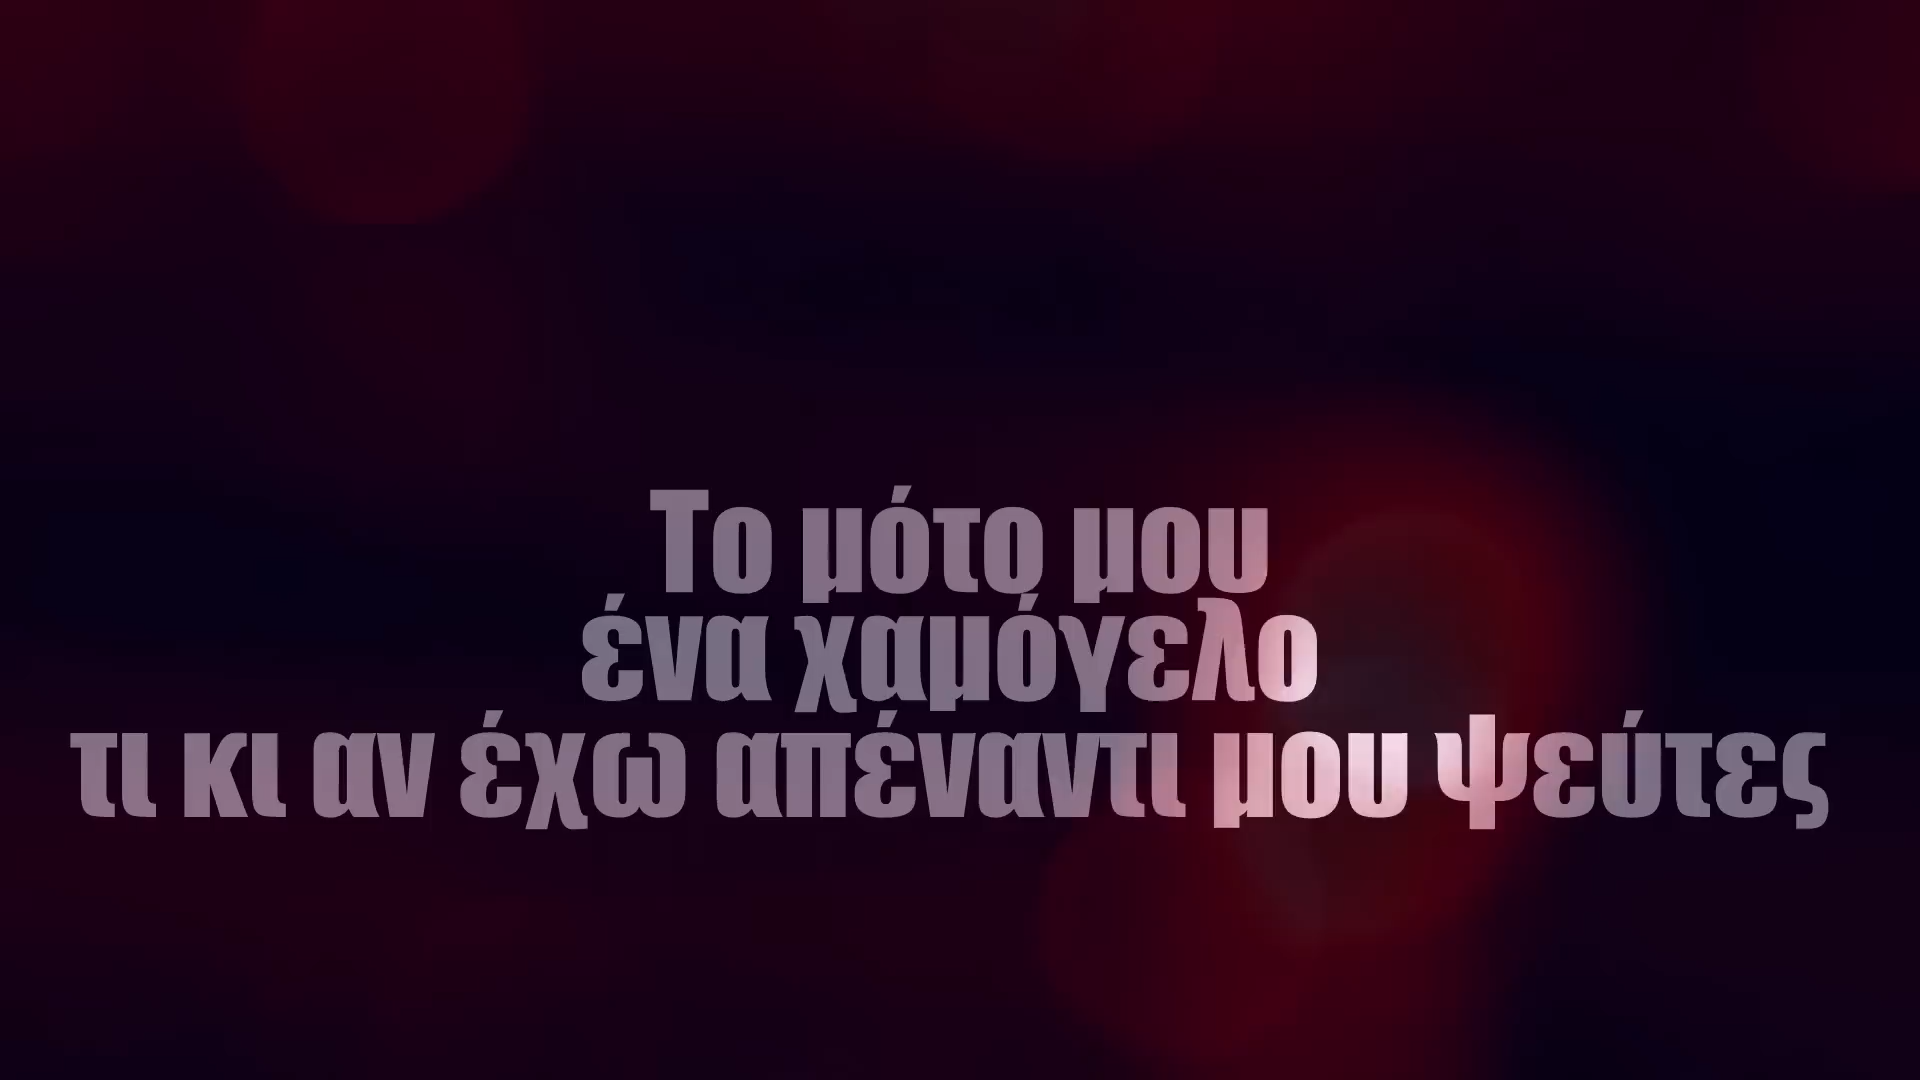 Το μότο μου
ένα χαμόγελο
τι κι αν έχω απέναντι μου ψεύτες